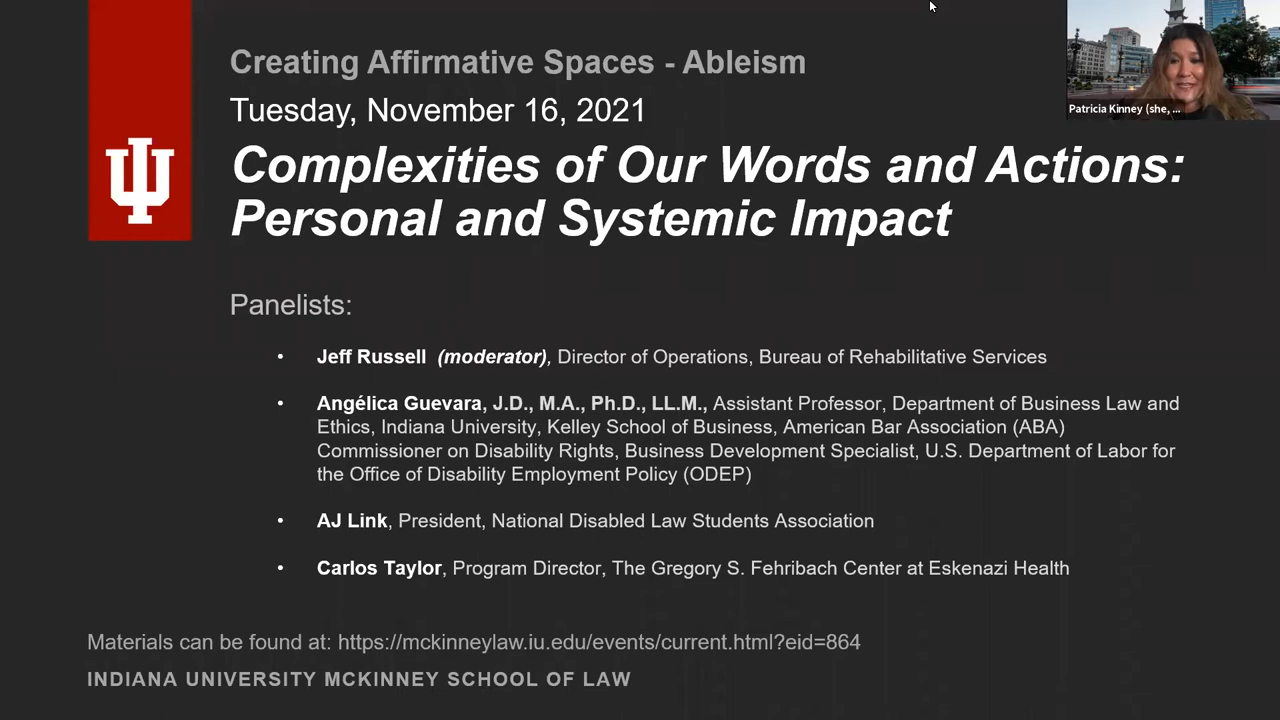 Creating Affirmative Spaces - Ableism
Tuesday, November 16, 2021
Complexities of Our Words and Actions:
Personal and Systemic Impact
Patricia Kinney (she, ...
Panelists:
• Jeff Russell (moderator), Director of Operations, Bureau of Rehabilitative Services
• Angélica Guevara, J.D., M.A., Ph.D., LL.M., Assistant Professor, Department of Business Law and
Ethics, Indiana University, Kelley School of Business, American Bar Association (ABA)
Commissioner on Disability Rights, Business Development Specialist, U.S. Department of Labor for
the Office of Disability Employment Policy (ODEP)
• AJ Link, President, National Disabled Law Students Association
• Carlos Taylor, Program Director, The Gregory S. Fehribach Center at Eskenazi Health
Materials can be found at: https://mckinneylaw.iu.edu/events/current.html?eid=864
INDIANA UNIVERSITY MCKINNEY SCHOOL OF LAW